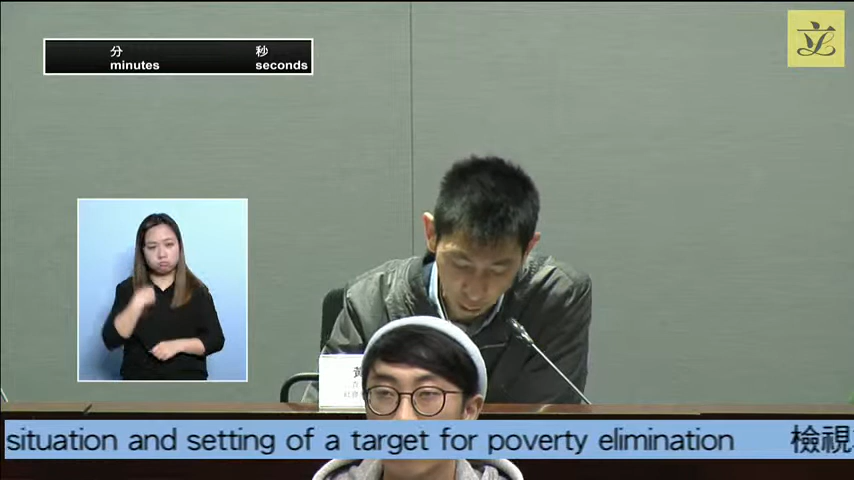 分 秒
minutes seconds
situation and setting of a target for poverty elimination 檢視